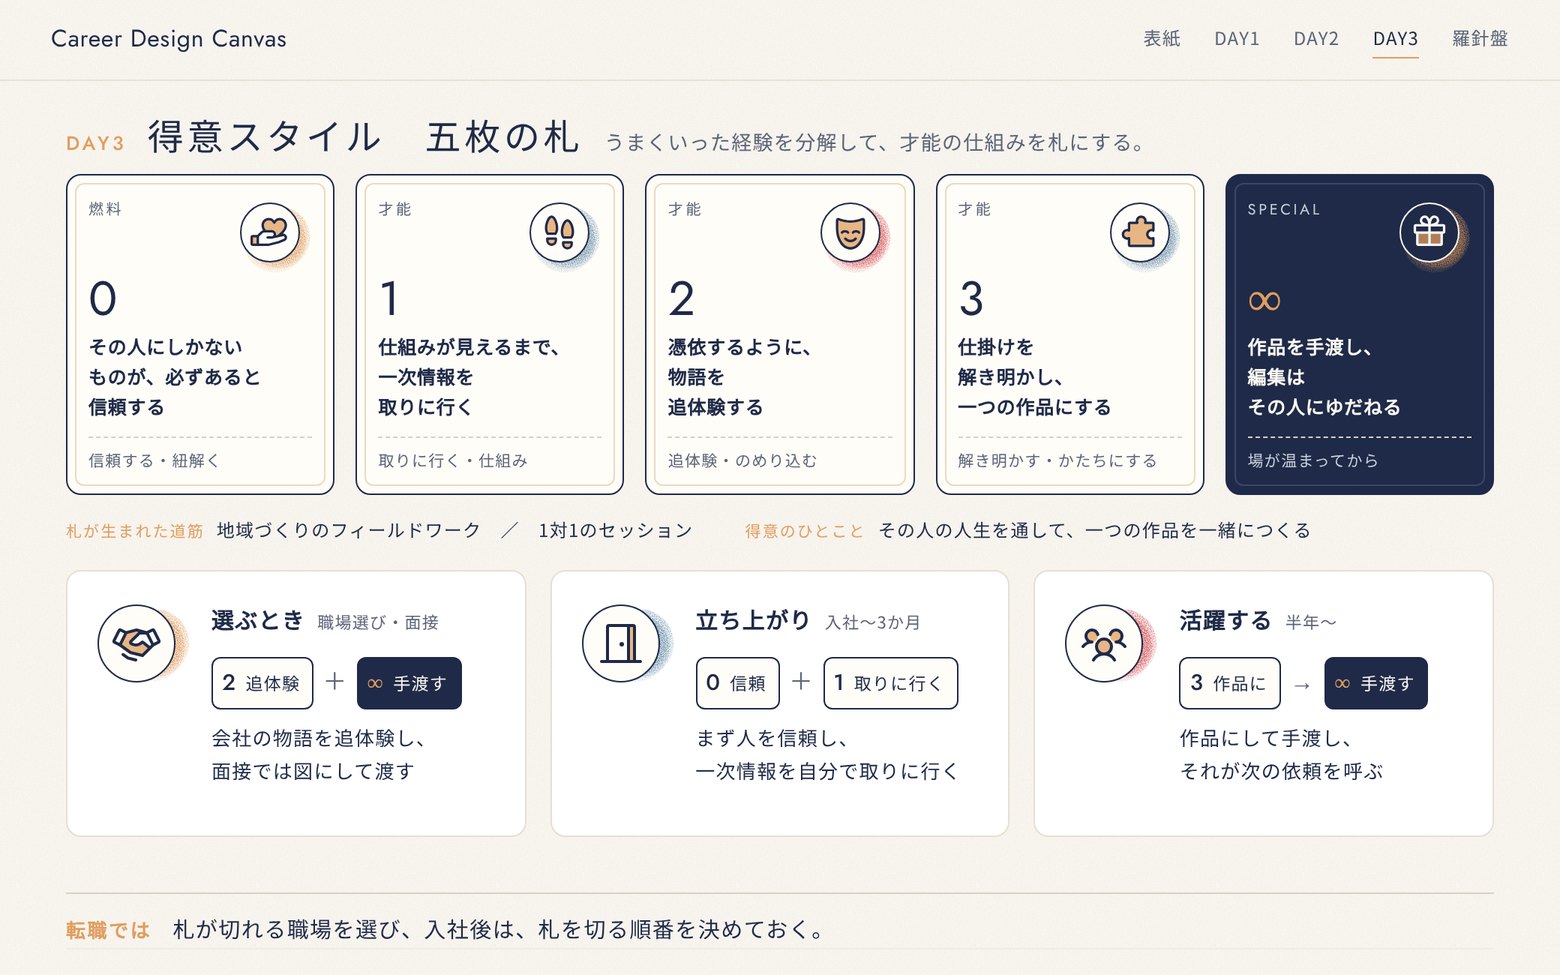 Career Design Canvas
表紙 DAY1 DAY2 DAY3 羅針盤
DAY3 得意スタイル 五枚の札 うまくいった経験を分解して、才能の仕組みを札にする。
燃料
0
その人にしかない
ものが、必ずあると
信頼する
信頼する・紐解く
才能
1
仕組みが見えるまで、
一次情報を
取りに行く
取りに行く・仕組み
才能
2
憑依するように、
物語を
追体験する
追体験・のめり込む
才能
3
仕掛けを
解き明かし、
一つの作品にする
解き明かす・かたちにする
SPECIAL
∞
作品を手渡し、
編集は
その人にゆだねる
場が温まってから
札が生まれた道筋 地域づくりのフィールドワーク ／ 1対1のセッション 得意のひとこと その人の人生を通して、一つの作品を一緒につくる
選ぶとき 職場選び・面接
2 追体験 ＋ ∞ 手渡す
会社の物語を追体験し、
面接では図にして渡す
立ち上がり 入社〜3か月
0 信頼 ＋ 1 取りに行く
まず人を信頼し、
一次情報を自分で取りに行く
活躍する 半年〜
3 作品に → ∞ 手渡す
作品にして手渡し、
それが次の依頼を呼ぶ
転職では 札が切れる職場を選び、入社後は、札を切る順番を決めておく。